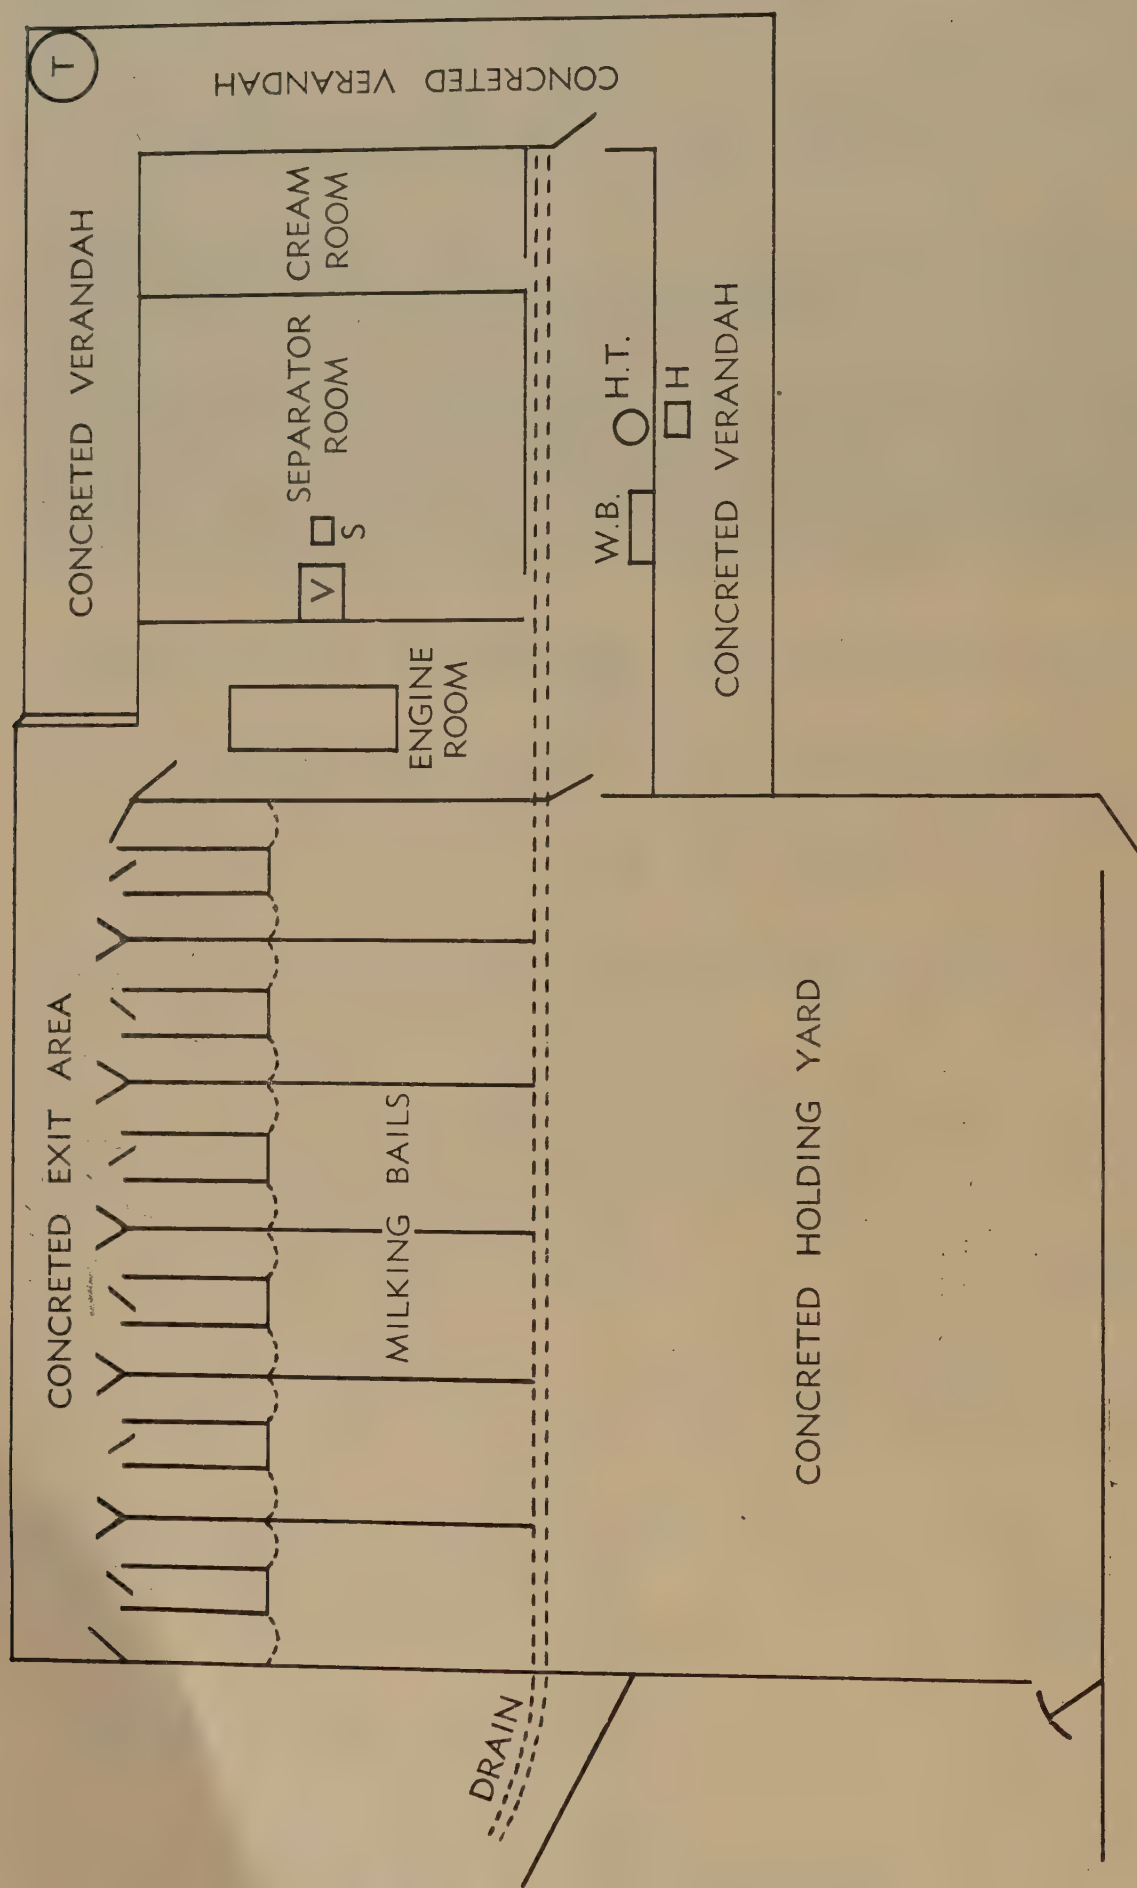 T
CONCRETED VERANDAH
CONCRETED VERANDAH
CREAM
ROOM
SEPARATOR
ROOM
S
V
ENGINE
ROOM
H.T.
H
W.B.
CONCRETED VERANDAH
CONCRETED EXIT AREA
MILKING BAILS
CONCRETED HOLDING YARD
DRAIN